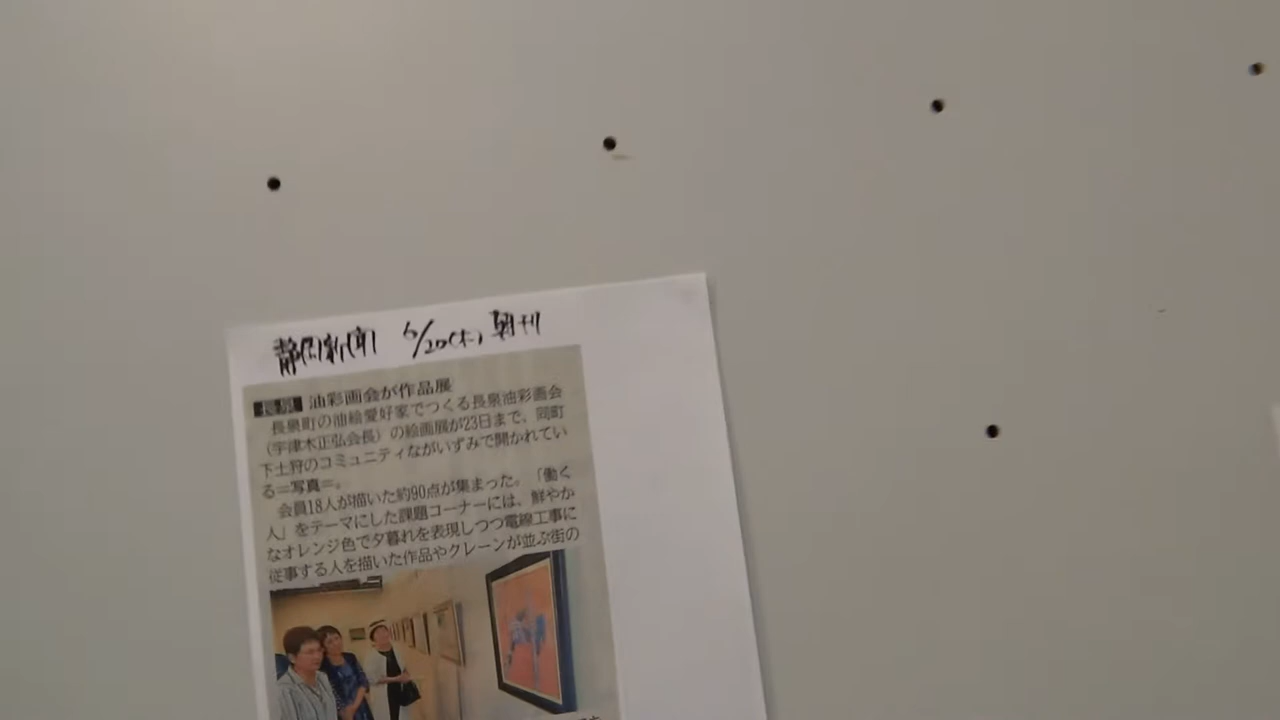 静岡新聞 6/20(木) 朝刊
長泉 油彩画会が作品展
長泉町の油絵愛好家でつくる長泉油彩画会
（宇津木正弘会長）の絵画展が23日まで、同町
下土狩のコミュニティながいずみで開かれてい
る＝写真＝。
会員18人が描いた約90点が集まった。「働く
人」をテーマにした課題コーナーには、鮮やか
なオレンジ色で夕暮れを表現しつつ電線工事に
従事する人を描いた作品やクレーンが並ぶ街の